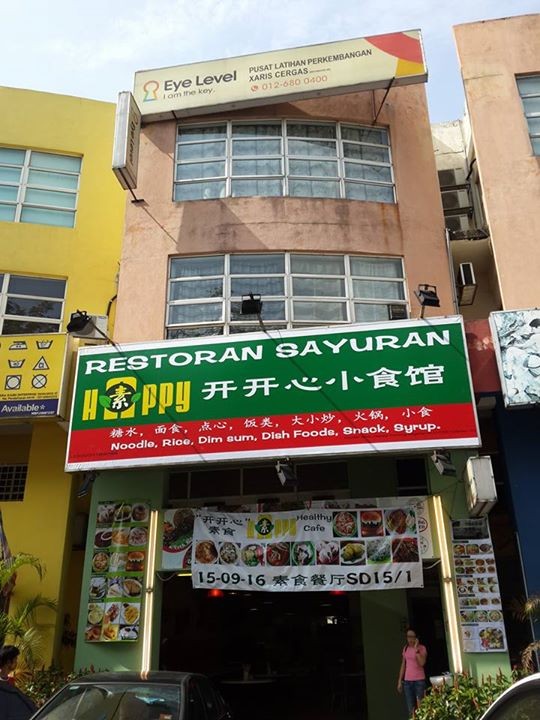 Eye Level
I am the key.
PUSAT LATIHAN PERKEMBANGAN
XARIS CERGAS
012-680 0400
RESTORAN SAYURAN
H素ppy 开开心小食馆
糖水, 面食, 点心, 饭类, 大小炒, 火锅, 小食
Noodle, Rice, Dim sum, Dish Foods, Snack, Syrup.
Available
"开开心"
素食
H素ppy
Healthy
Cafe
15-09-16 素食餐厅SD15/1